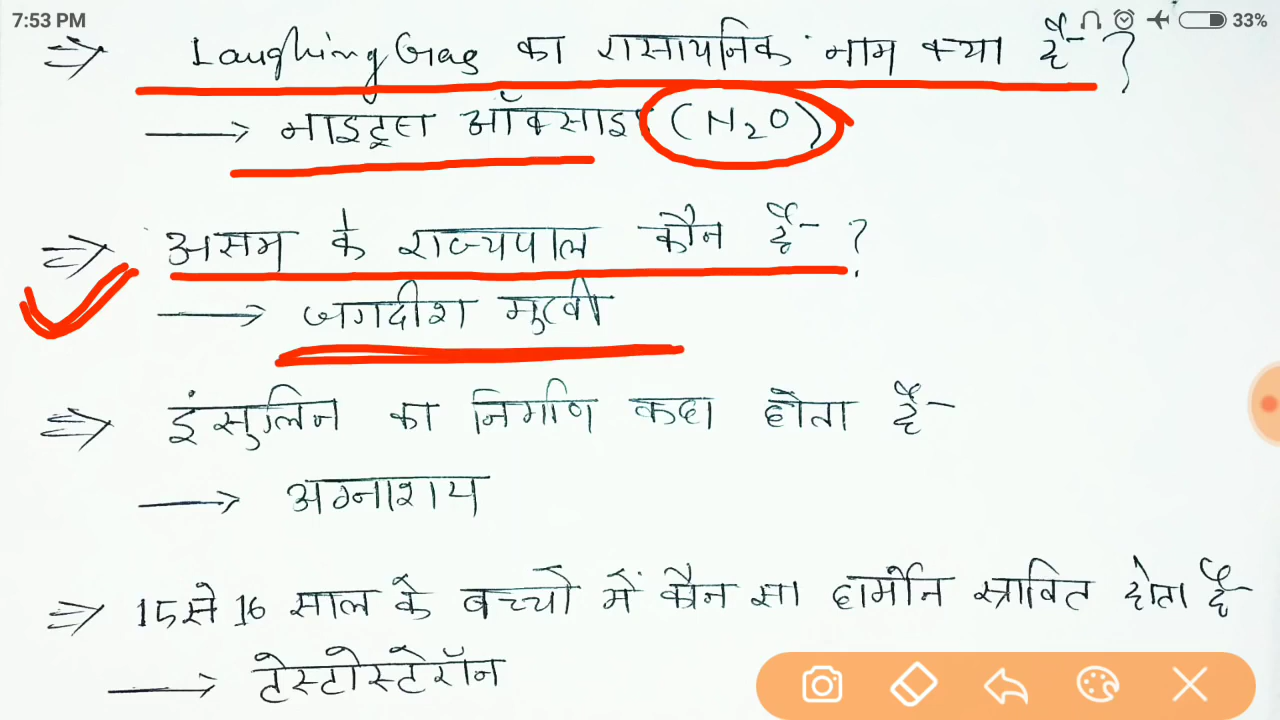 7:53 PM 33%
⇒ Laughing Gas का रासायनिक नाम क्या है - ?
→ नाइट्रस ऑक्साइड (N₂O)
⇒ असम के राज्यपाल कौन है - ?
→ जगदीश मुखी
⇒ इंसुलिन का निर्माण कहा होता है -
→ अग्नाशय
⇒ 15 से 16 साल के बच्चो में कौन सा हार्मोन स्त्रावित होता है -
→ टेस्टोस्टेरॉन